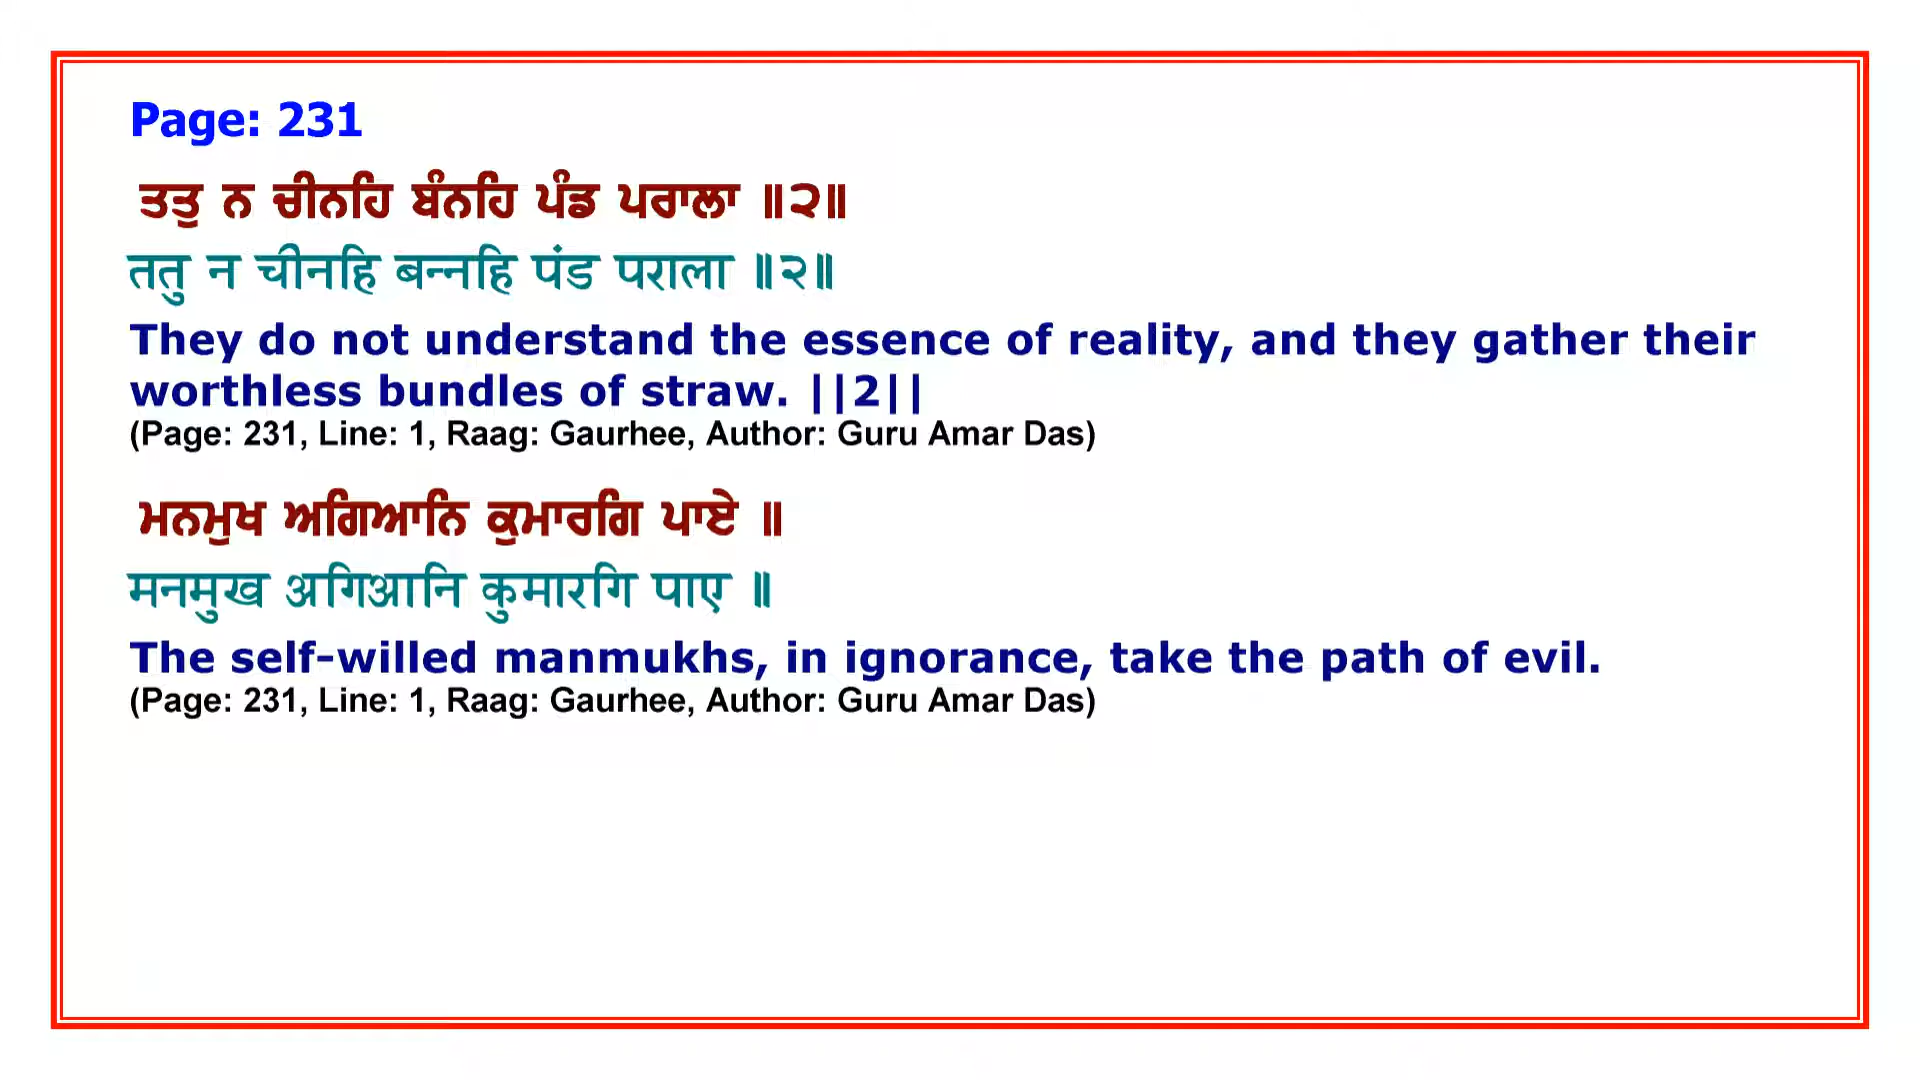 Page: 231
ਤਤੁ ਨ ਚੀਨਹਿ ਬੰਨਹਿ ਪੰਡ ਪਰਾਲਾ ॥੨॥
ततु न चीनहि बन्नहि पंड पराला ॥२॥
They do not understand the essence of reality, and they gather their
worthless bundles of straw. ||2||
(Page: 231, Line: 1, Raag: Gaurhee, Author: Guru Amar Das)
ਮਨਮੁਖ ਅਗਿਆਨਿ ਕੁਮਾਰਗਿ ਪਾਏ ॥
मनमुख अगिआनि कुमारगि पाए ॥
The self-willed manmukhs, in ignorance, take the path of evil.
(Page: 231, Line: 1, Raag: Gaurhee, Author: Guru Amar Das)